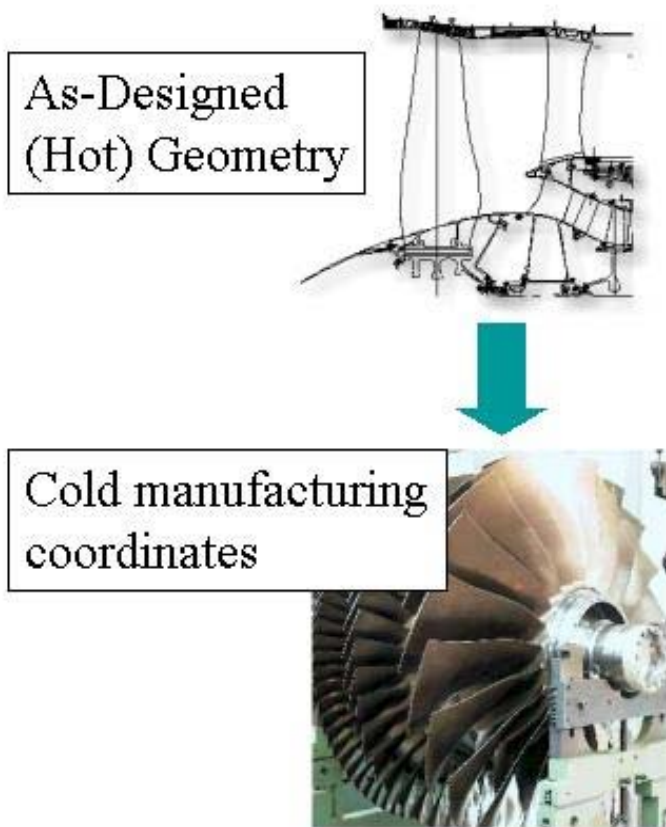 As-Designed
(Hot) Geometry
Cold manufacturing
coordinates